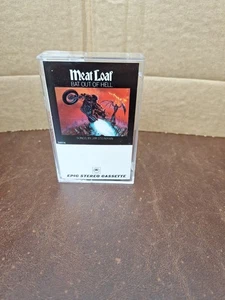 Meat Loaf
BAT OUT OF HELL
EPIC STEREO CASSETTE